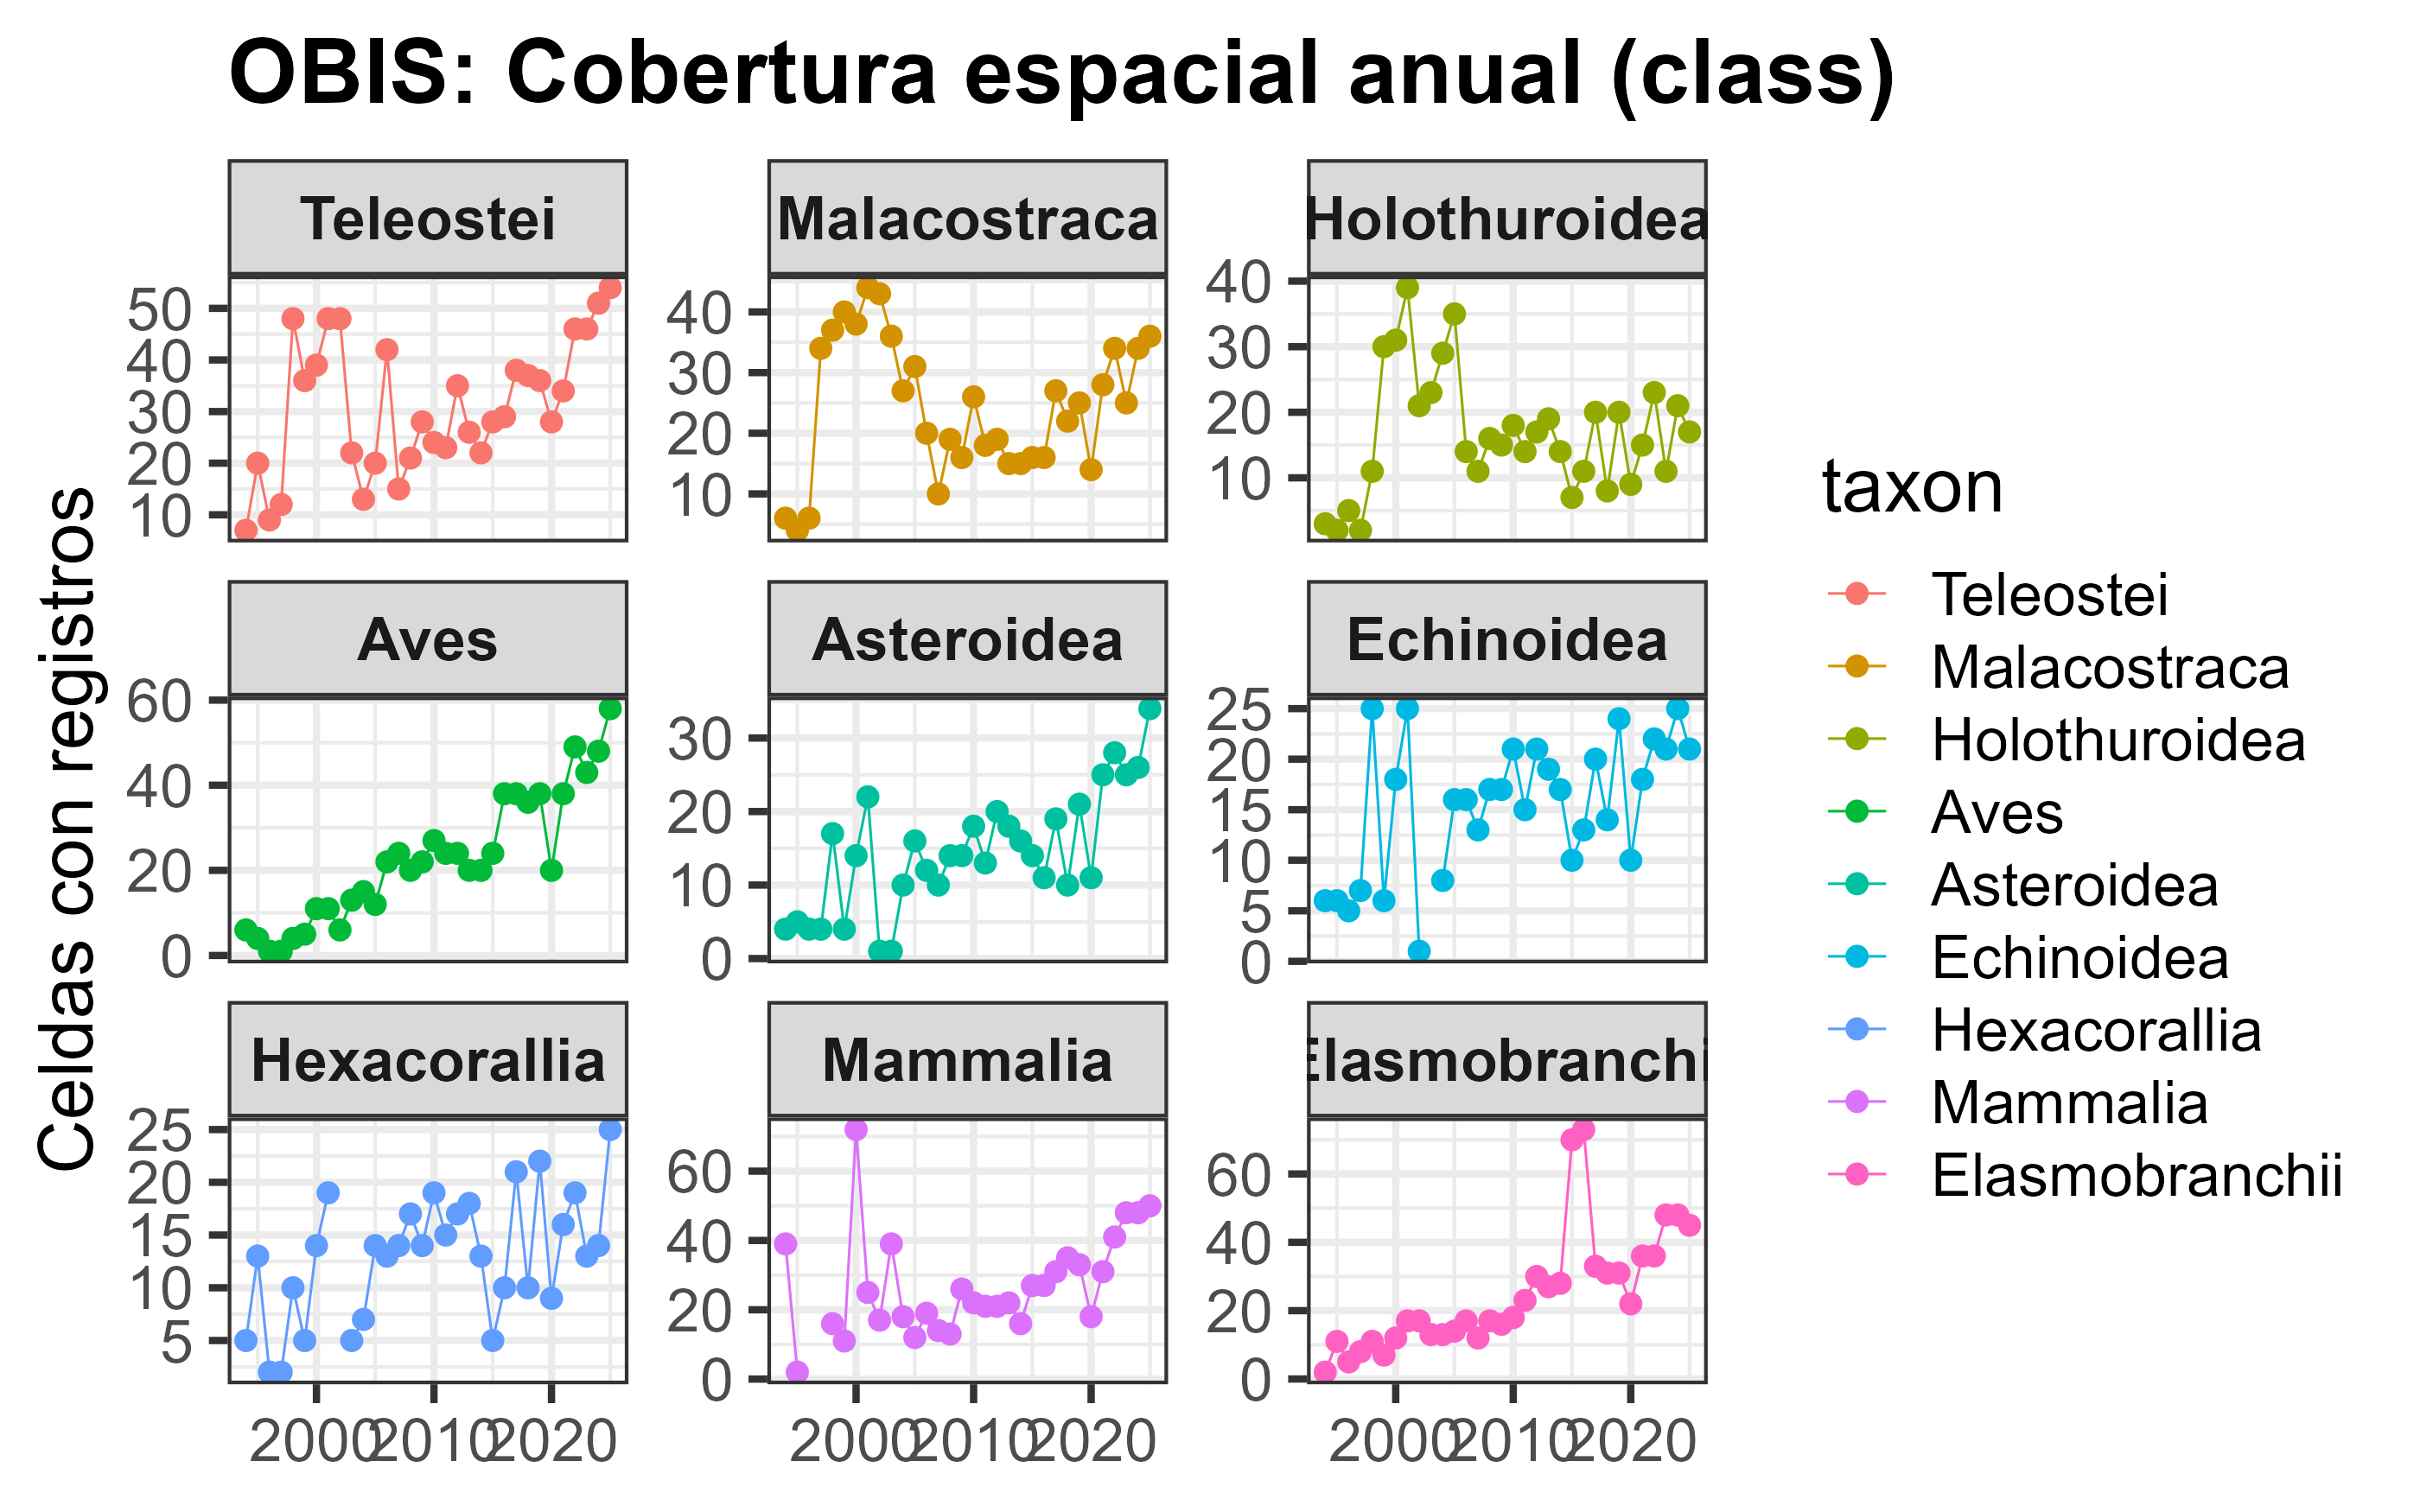 OBIS: Cobertura espacial anual (class)
Celdas con registros
Teleostei
50
40
30
20
10
Malacostraca
40
30
20
10
Holothuroidea
40
30
20
10
Aves
60
40
20
0
Asteroidea
30
20
10
0
Echinoidea
25
20
15
10
5
0
Hexacorallia
25
20
15
10
5
2000 2010 2020
Mammalia
60
40
20
0
2000 2010 2020
Elasmobranchii
60
40
20
0
2000 2010 2020
taxon
Teleostei
Malacostraca
Holothuroidea
Aves
Asteroidea
Echinoidea
Hexacorallia
Mammalia
Elasmobranchii